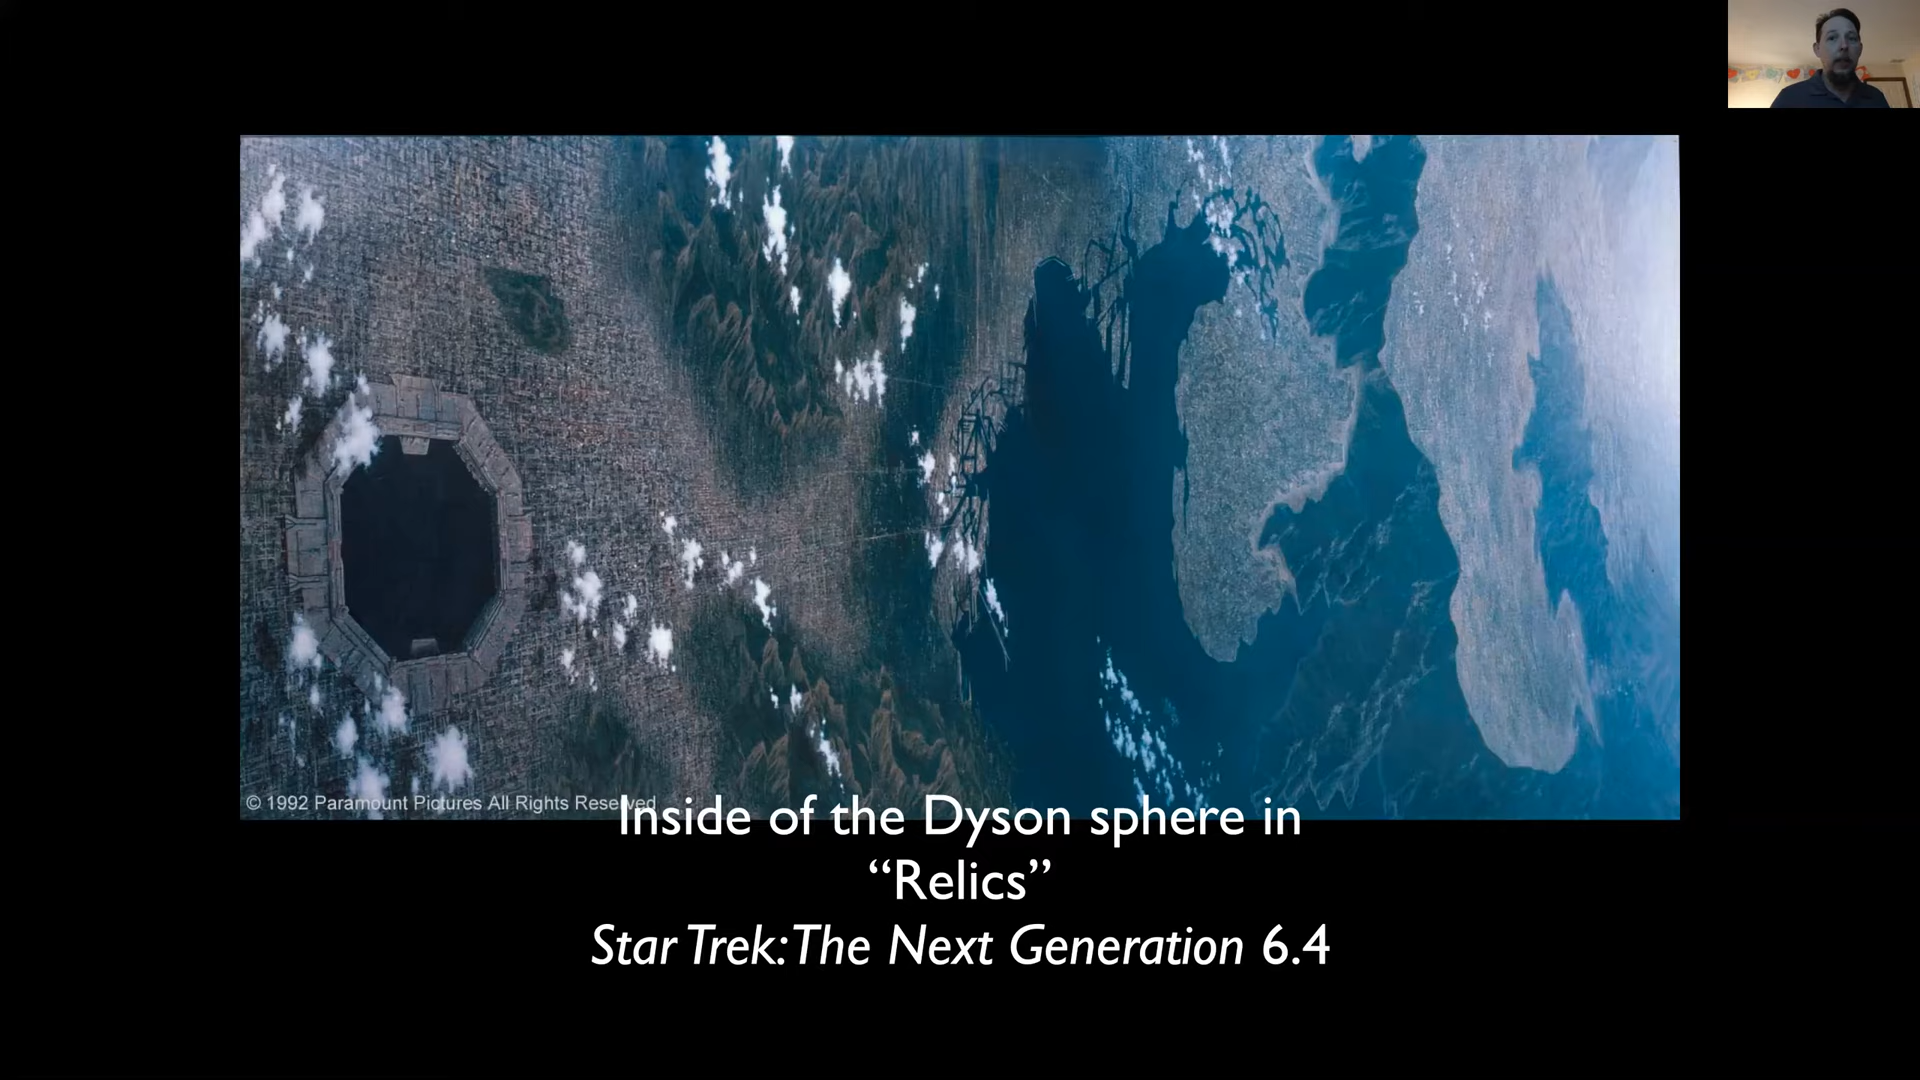 © 1992 Paramount Pictures All Rights Reserved
Inside of the Dyson sphere in
“Relics”
Star Trek: The Next Generation 6.4